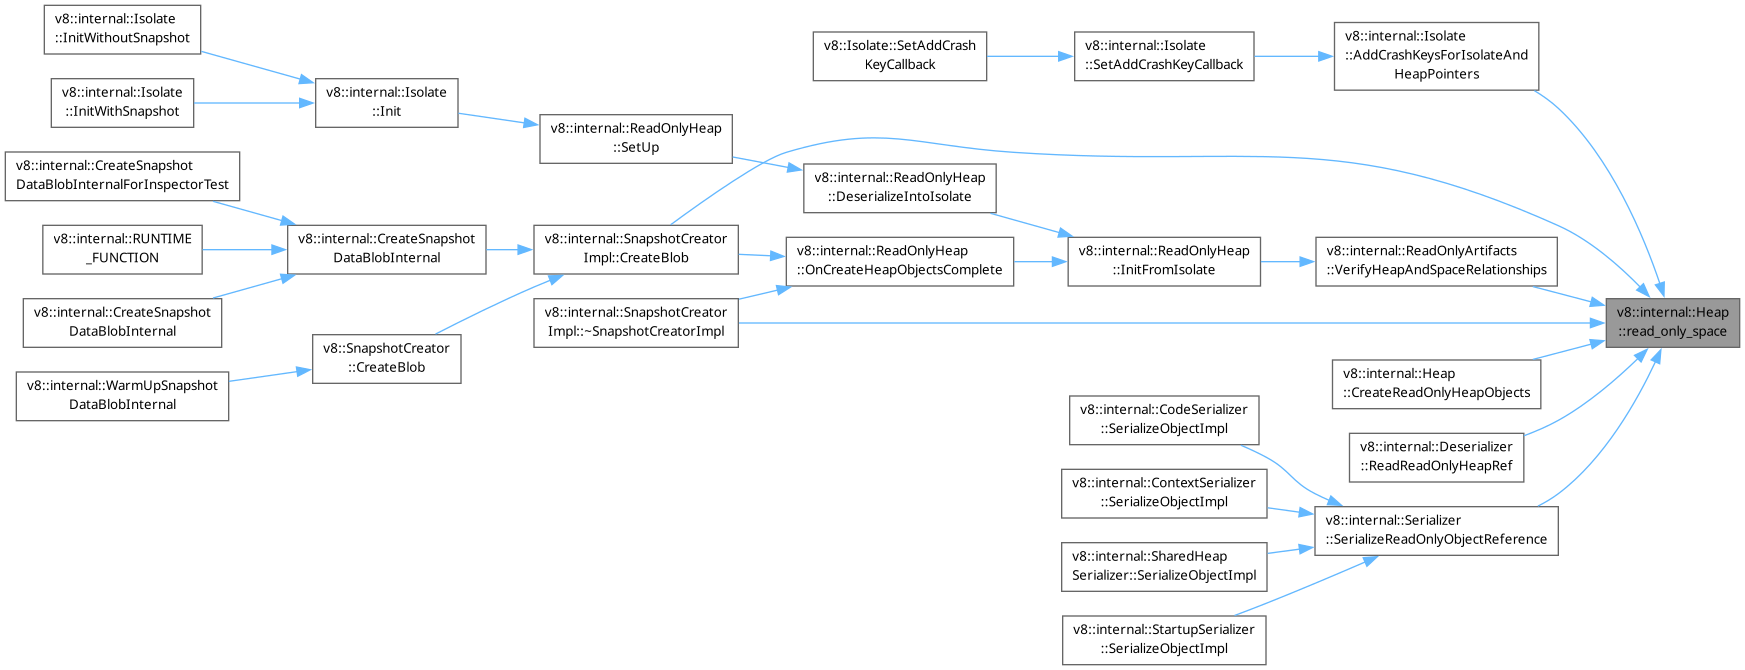 v8::internal::Isolate
::InitWithoutSnapshot
v8::internal::Isolate
::InitWithSnapshot
v8::internal::CreateSnapshot
DataBlobInternalForInspectorTest
v8::internal::RUNTIME
_FUNCTION
v8::internal::CreateSnapshot
DataBlobInternal
v8::internal::WarmUpSnapshot
DataBlobInternal
v8::internal::Isolate
::Init
v8::internal::CreateSnapshot
DataBlobInternal
v8::SnapshotCreator
::CreateBlob
v8::internal::ReadOnlyHeap
::SetUp
v8::internal::SnapshotCreator
Impl::CreateBlob
v8::internal::SnapshotCreator
Impl::~SnapshotCreatorImpl
v8::Isolate::SetAddCrash
KeyCallback
v8::internal::ReadOnlyHeap
::DeserializeIntoIsolate
v8::internal::ReadOnlyHeap
::OnCreateHeapObjectsComplete
v8::internal::Isolate
::SetAddCrashKeyCallback
v8::internal::ReadOnlyHeap
::InitFromIsolate
v8::internal::CodeSerializer
::SerializeObjectImpl
v8::internal::ContextSerializer
::SerializeObjectImpl
v8::internal::SharedHeap
Serializer::SerializeObjectImpl
v8::internal::StartupSerializer
::SerializeObjectImpl
v8::internal::Isolate
::AddCrashKeysForIsolateAnd
HeapPointers
v8::internal::ReadOnlyArtifacts
::VerifyHeapAndSpaceRelationships
v8::internal::Heap
::CreateReadOnlyHeapObjects
v8::internal::Deserializer
::ReadReadOnlyHeapRef
v8::internal::Serializer
::SerializeReadOnlyObjectReference
v8::internal::Heap
::read_only_space